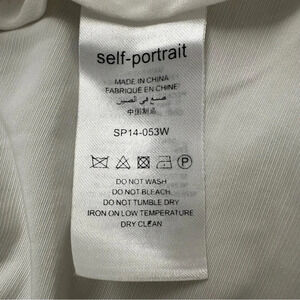 self-portrait
MADE IN CHINA
FABRIQUE EN CHINE
صنع في الصين
中国制造
SP14-053W
DO NOT WASH
DO NOT BLEACH
DO NOT TUMBLE DRY
IRON ON LOW TEMPERATURE
DRY CLEAN